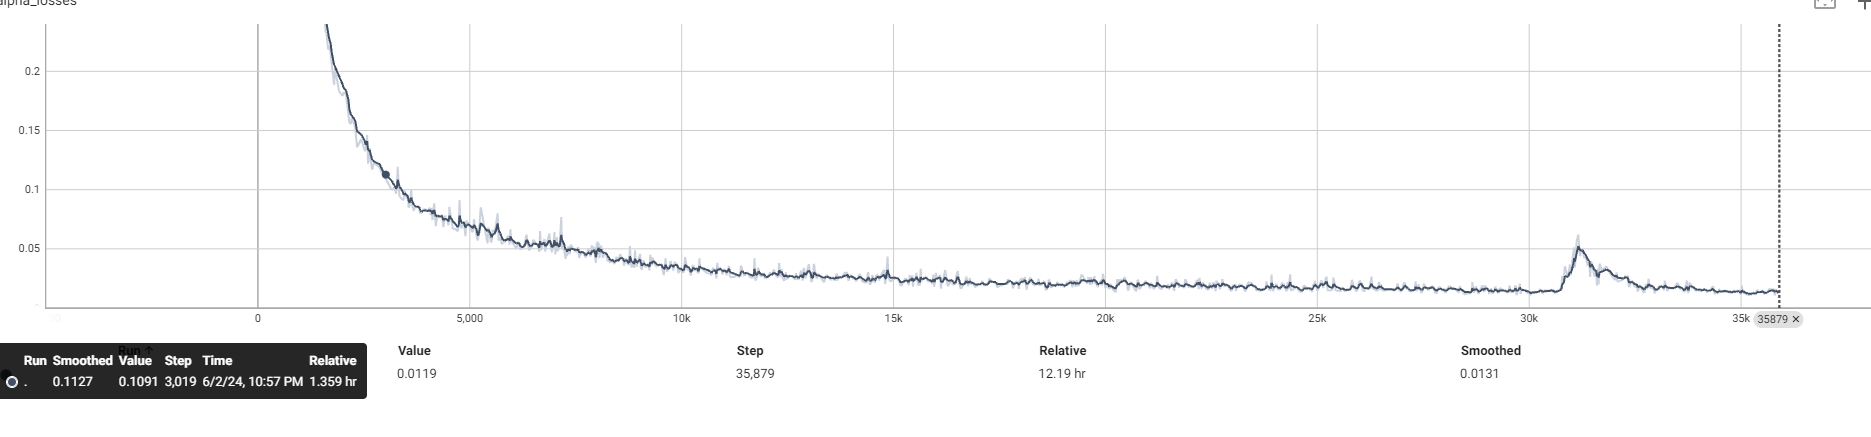 alpha_losses
0.2
0.15
0.1
0.05
0 5,000 10k 15k 20k 25k 30k 35k 35879 ×
Run ↑ Value Step Relative Smoothed
0.0119 35,879 12.19 hr 0.0131
Run Smoothed Value Step Time Relative
. 0.1127 0.1091 3,019 6/2/24, 10:57 PM 1.359 hr